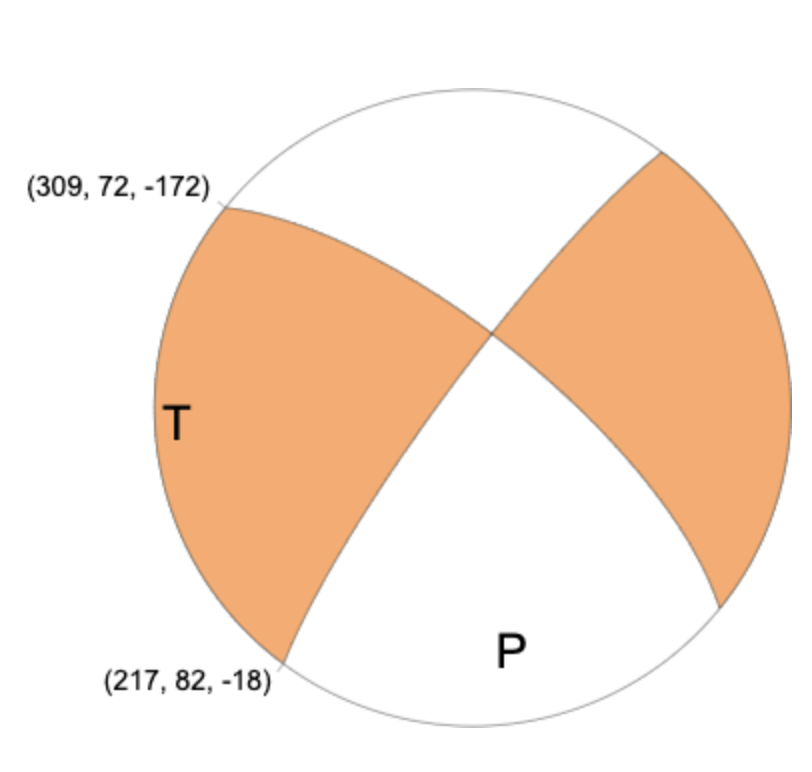 (309, 72, -172)
T
P
(217, 82, -18)